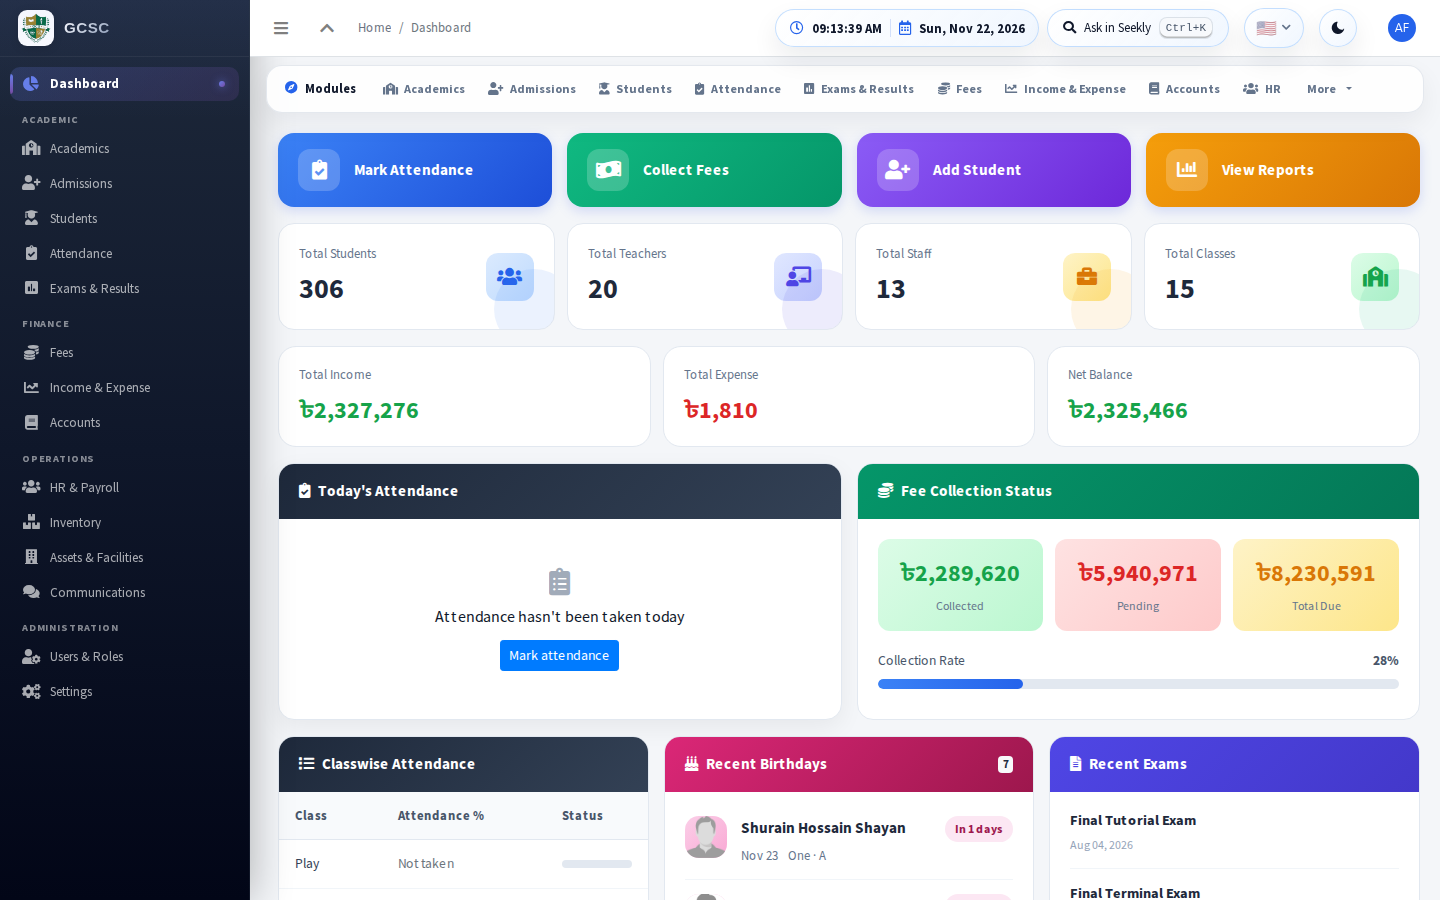 GCSC
Home / Dashboard
09:13:39 AM
Sun, Nov 22, 2026
Ask in Seekly
Ctrl+K
AF
Dashboard
ACADEMIC
Academics
Admissions
Students
Attendance
Exams & Results
FINANCE
Fees
Income & Expense
Accounts
OPERATIONS
HR & Payroll
Inventory
Assets & Facilities
Communications
ADMINISTRATION
Users & Roles
Settings
Modules
Academics
Admissions
Students
Attendance
Exams & Results
Fees
Income & Expense
Accounts
HR
More
Mark Attendance
Collect Fees
Add Student
View Reports
Total Students
306
Total Teachers
20
Total Staff
13
Total Classes
15
Total Income
৳2,327,276
Total Expense
৳1,810
Net Balance
৳2,325,466
Today's Attendance
Attendance hasn't been taken today
Mark attendance
Fee Collection Status
৳2,289,620
Collected
৳5,940,971
Pending
৳8,230,591
Total Due
Collection Rate
28%
Classwise Attendance
Class Attendance % Status
Play Not taken
Recent Birthdays
7
Shurain Hossain Shayan
In 1 days
Nov 23 One · A
Recent Exams
Final Tutorial Exam
Aug 04, 2026
Final Terminal Exam